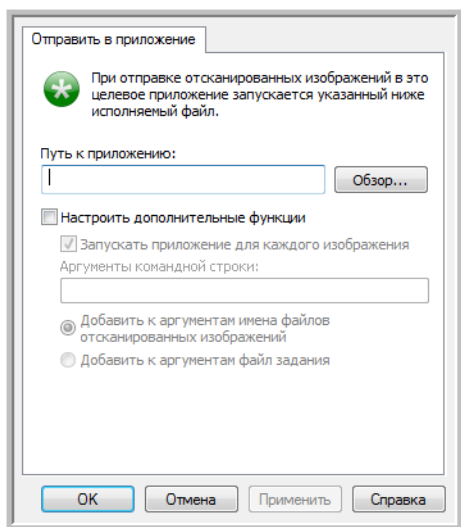 Отправить в приложение
При отправке отсканированных изображений в это
целевое приложение запускается указанный ниже
исполняемый файл.
Путь к приложению:
Обзор...
Настроить дополнительные функции
Запускать приложение для каждого изображения
Аргументы командной строки:
Добавить к аргументам имена файлов
отсканированных изображений
Добавить к аргументам файл задания
OK Отмена Применить Справка